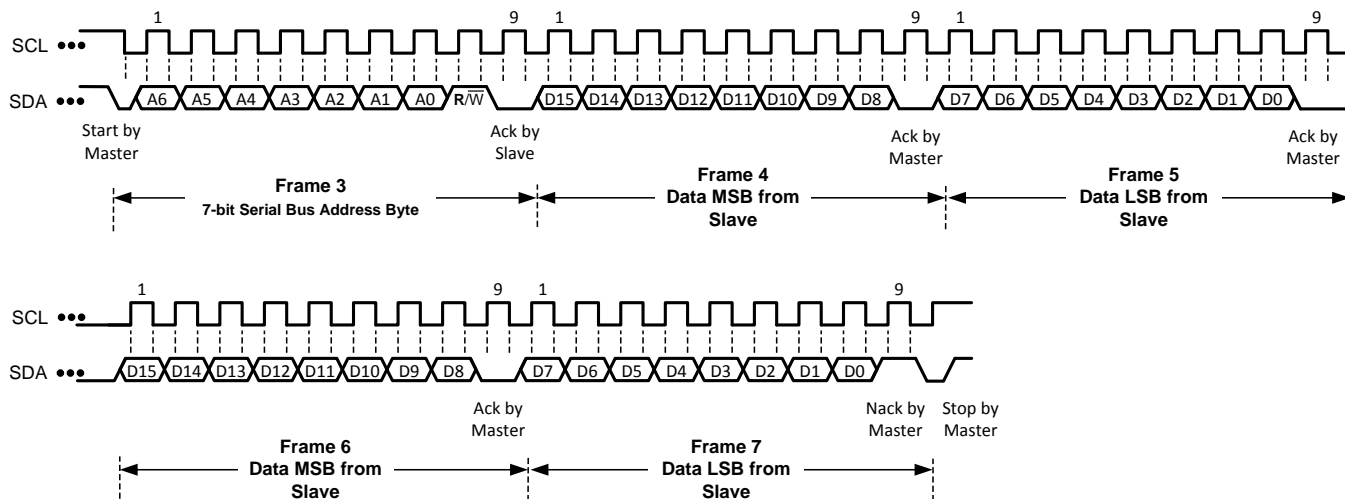 1 9 1 9 1 9
SCL •••
SDA ••• A6 A5 A4 A3 A2 A1 A0 R/W̅ D15 D14 D13 D12 D11 D10 D9 D8 D7 D6 D5 D4 D3 D2 D1 D0
Start by
Master
Ack by
Slave
Ack by
Master
Ack by
Master
Frame 3
7-bit Serial Bus Address Byte
Frame 4
Data MSB from
Slave
Frame 5
Data LSB from
Slave
1 9 1 9
SCL •••
SDA ••• D15 D14 D13 D12 D11 D10 D9 D8 D7 D6 D5 D4 D3 D2 D1 D0
Ack by
Master
Nack by
Master
Stop by
Master
Frame 6
Data MSB from
Slave
Frame 7
Data LSB from
Slave